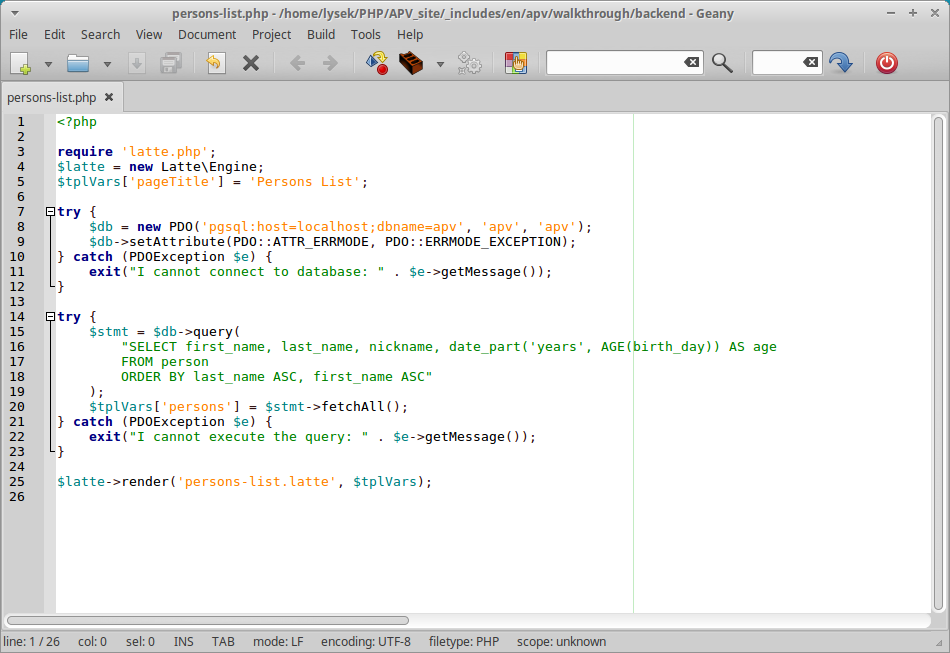 persons-list.php - /home/lysek/PHP/APV_site/_includes/en/apv/walkthrough/backend - Geany
File Edit Search View Document Project Build Tools Help
persons-list.php
1 <?php
2
3 require 'latte.php';
4 $latte = new Latte\Engine;
5 $tplVars['pageTitle'] = 'Persons List';
6
7 try {
8     $db = new PDO('pgsql:host=localhost;dbname=apv', 'apv', 'apv');
9     $db->setAttribute(PDO::ATTR_ERRMODE, PDO::ERRMODE_EXCEPTION);
10 } catch (PDOException $e) {
11     exit("I cannot connect to database: " . $e->getMessage());
12 }
13
14 try {
15     $stmt = $db->query(
16         "SELECT first_name, last_name, nickname, date_part('years', AGE(birth_day)) AS age
17         FROM person
18         ORDER BY last_name ASC, first_name ASC"
19     );
20     $tplVars['persons'] = $stmt->fetchAll();
21 } catch (PDOException $e) {
22     exit("I cannot execute the query: " . $e->getMessage());
23 }
24
25 $latte->render('persons-list.latte', $tplVars);
26
line: 1 / 26 col: 0 sel: 0 INS TAB mode: LF encoding: UTF-8 filetype: PHP scope: unknown